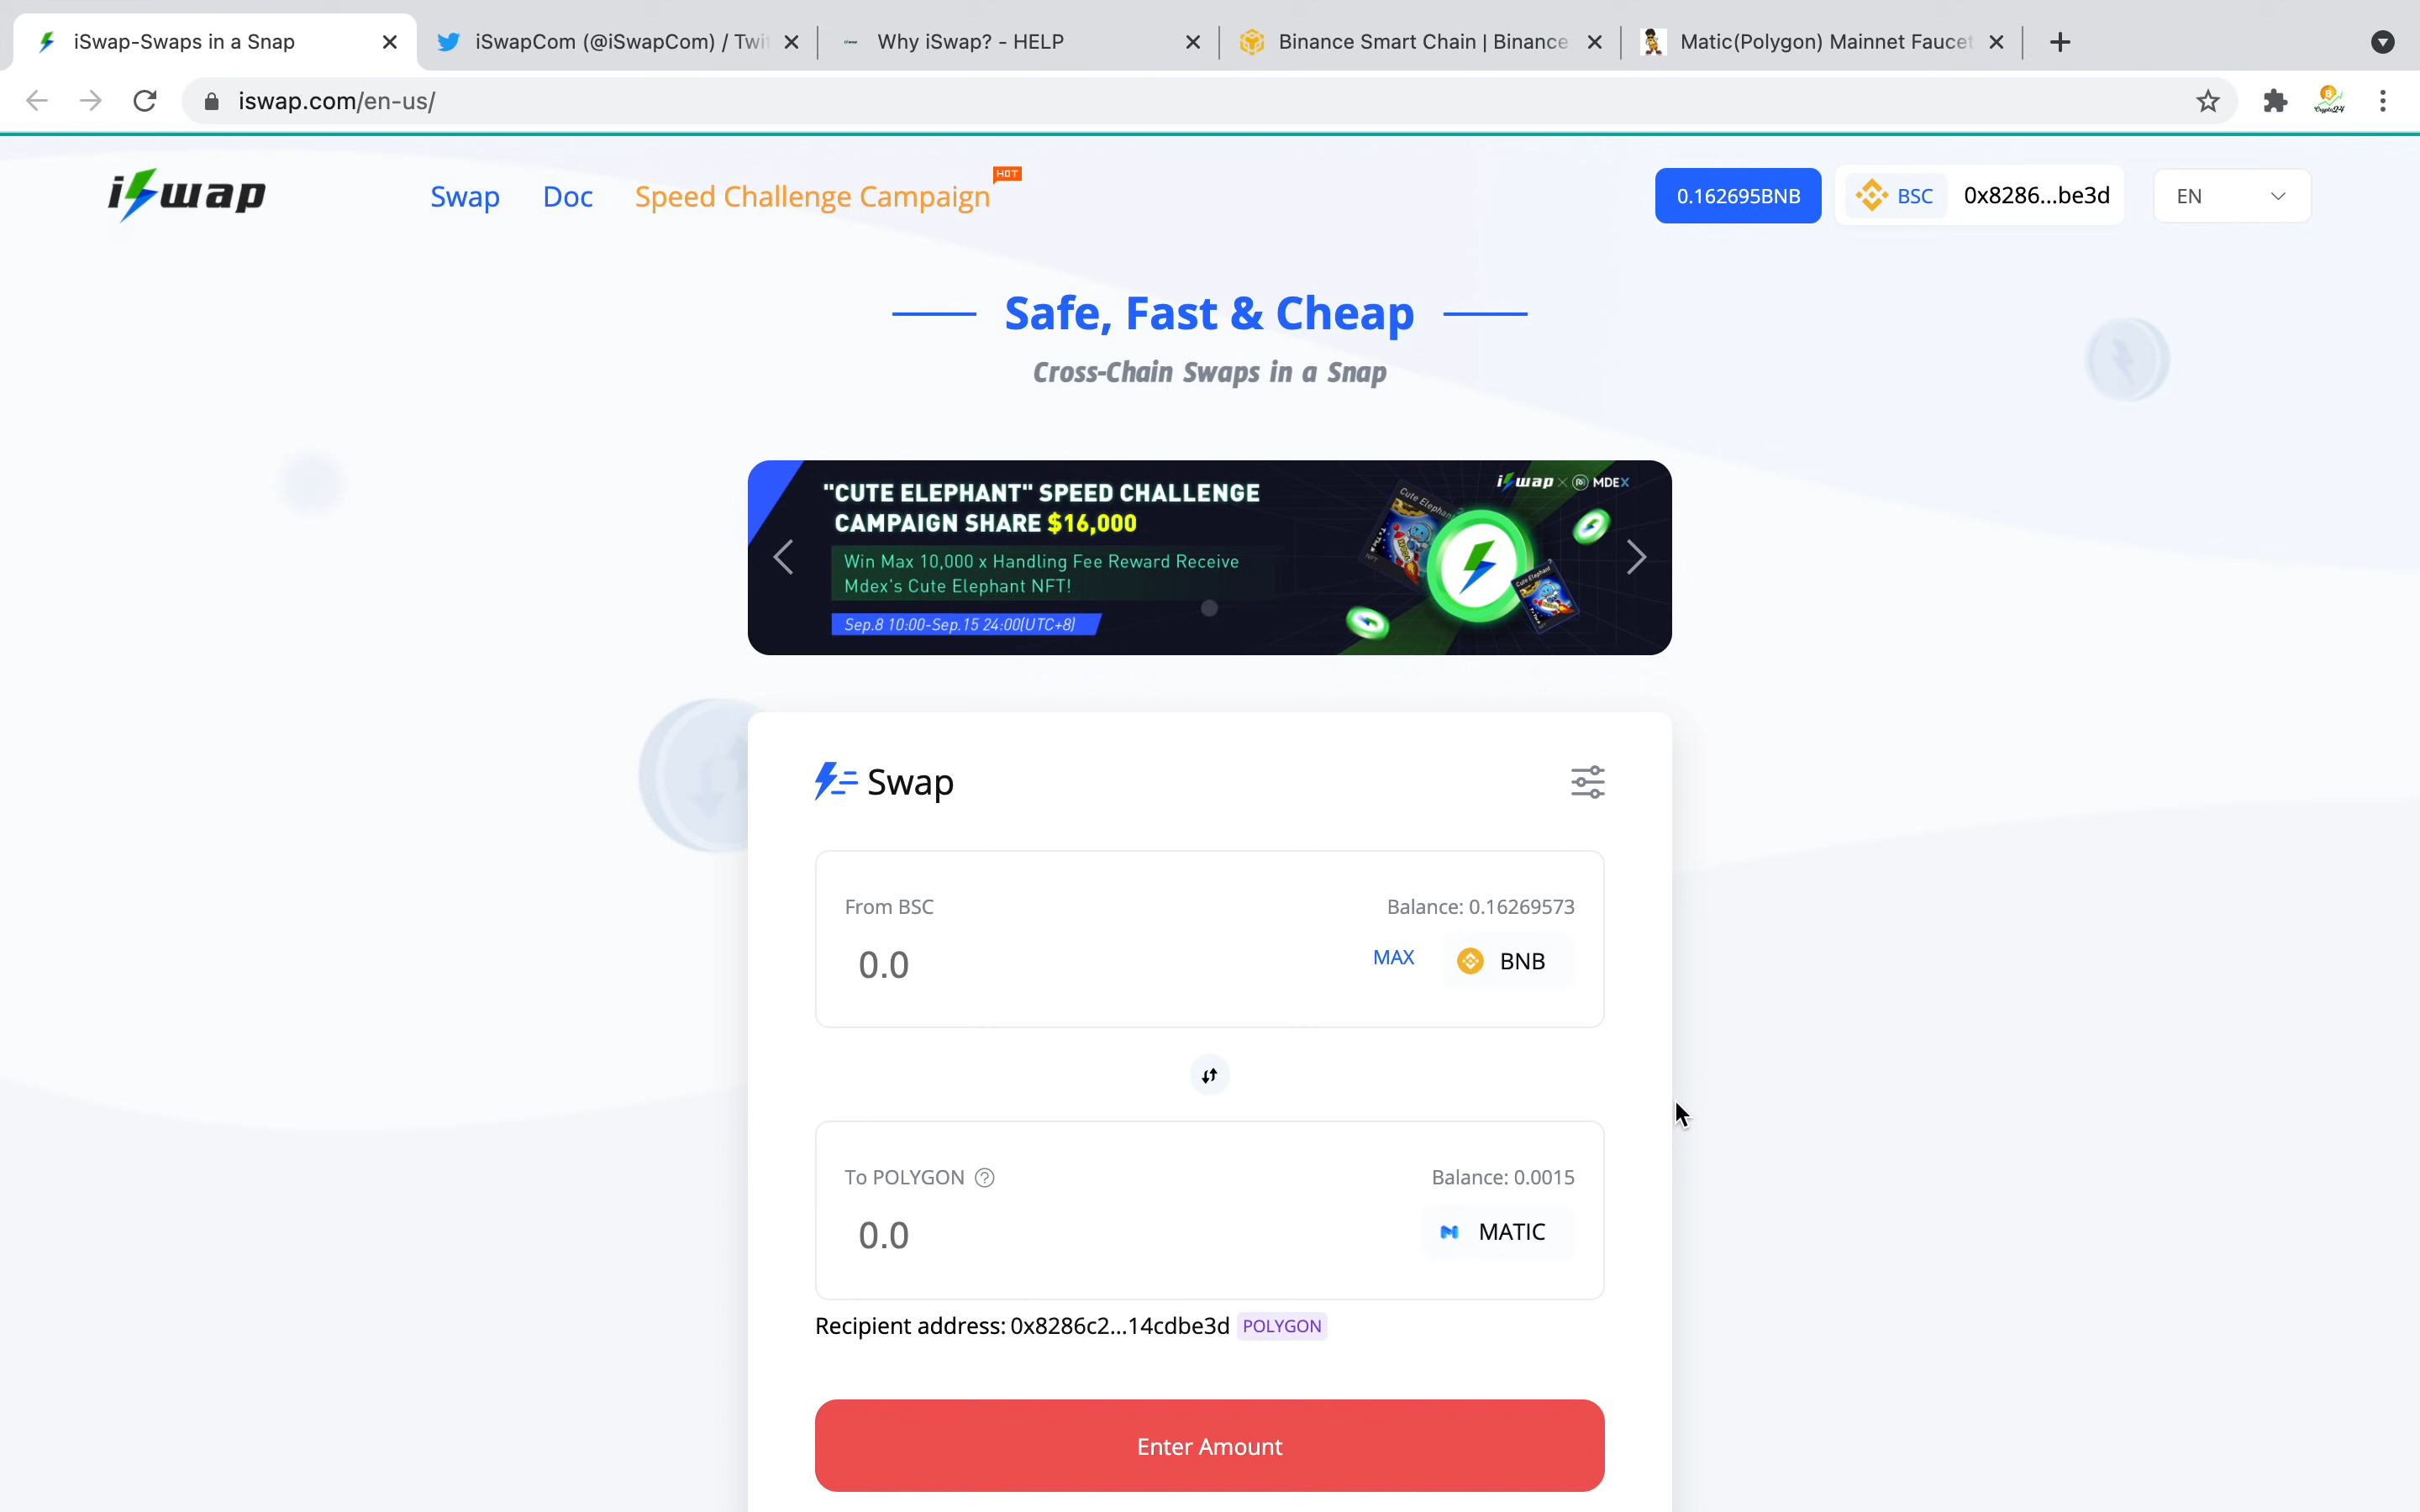 iSwap-Swaps in a Snap
iSwapCom (@iSwapCom) / Twi
Why iSwap? - HELP
Binance Smart Chain | Binance
Matic(Polygon) Mainnet Faucet
iswap.com/en-us/
iswap
Swap
Doc
Speed Challenge Campaign
HOT
0.162695BNB
BSC
0x8286...be3d
EN
Safe, Fast & Cheap
Cross-Chain Swaps in a Snap
"CUTE ELEPHANT" SPEED CHALLENGE
CAMPAIGN SHARE $16,000
Win Max 10,000 x Handling Fee Reward Receive
Mdex's Cute Elephant NFT!
Sep.8 10:00-Sep.15 24:00(UTC+8)
iswap × MDEX
Cute Elephant
Cute Elephant
Swap
From BSC
Balance: 0.16269573
0.0
MAX
BNB
To POLYGON ?
Balance: 0.0015
0.0
MATIC
Recipient address: 0x8286c2...14cdbe3d POLYGON
Enter Amount